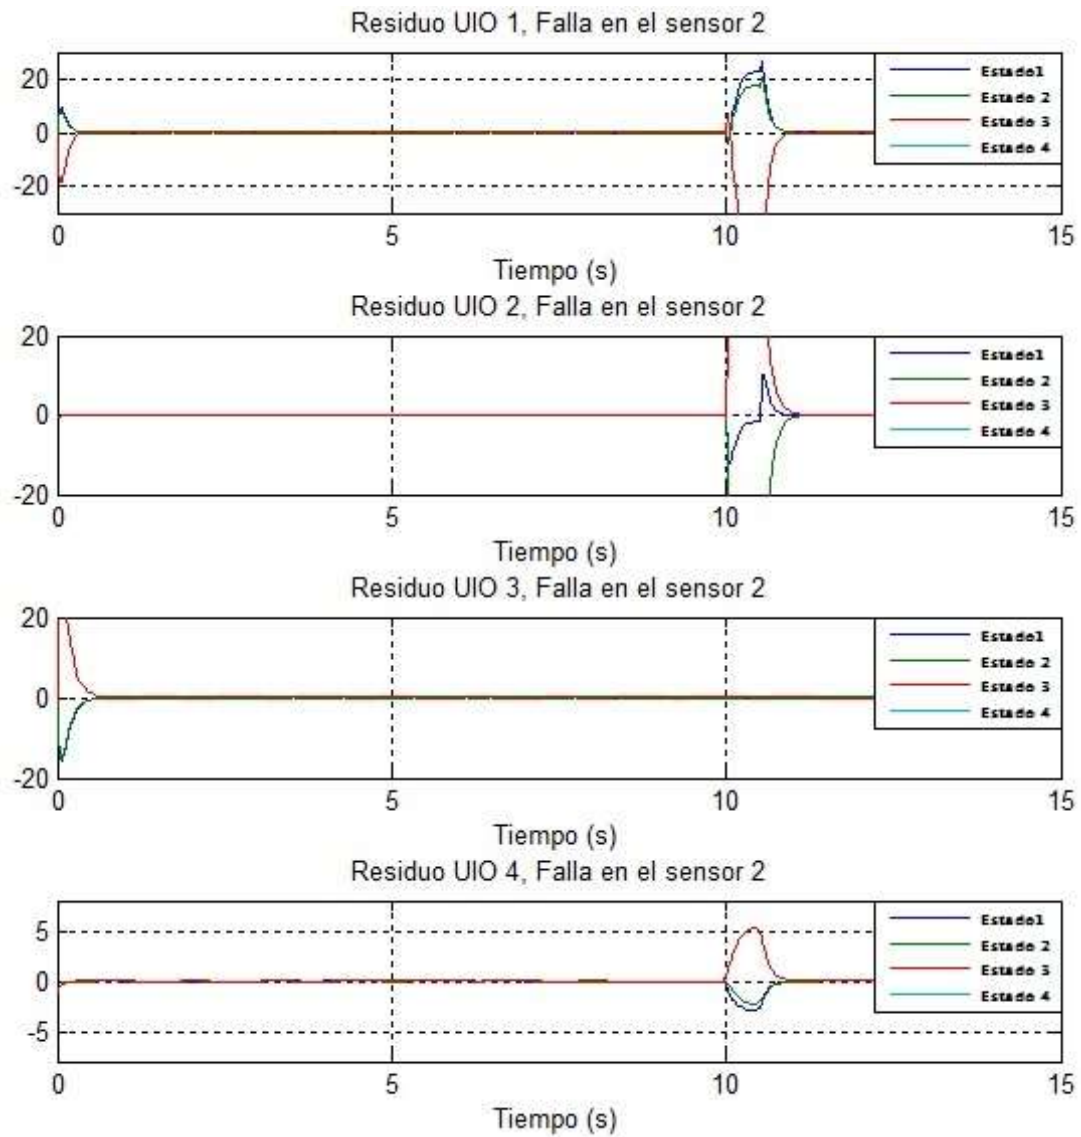 Residuo UIO 1, Falla en el sensor 2
20
0
-20
Estado1
Estado 2
Estado 3
Estado 4
0 5 10 15
Tiempo (s)
Residuo UIO 2, Falla en el sensor 2
20
0
-20
Estado1
Estado 2
Estado 3
Estado 4
0 5 10 15
Tiempo (s)
Residuo UIO 3, Falla en el sensor 2
20
0
-20
Estado1
Estado 2
Estado 3
Estado 4
0 5 10 15
Tiempo (s)
Residuo UIO 4, Falla en el sensor 2
5
0
-5
Estado1
Estado 2
Estado 3
Estado 4
0 5 10 15
Tiempo (s)